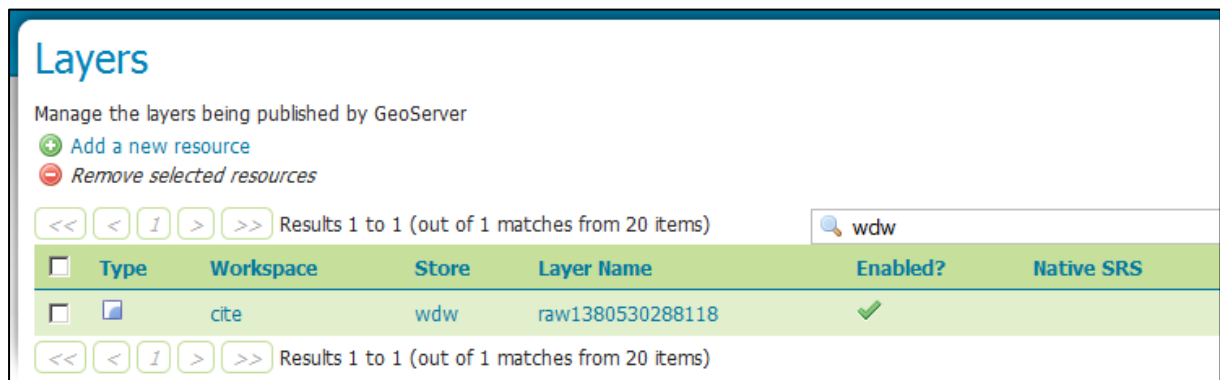 Layers
Manage the layers being published by GeoServer
Add a new resource
Remove selected resources
<< < 1 > >> Results 1 to 1 (out of 1 matches from 20 items) wdw
Type Workspace Store Layer Name Enabled? Native SRS
cite wdw raw1380530288118
<< < 1 > >> Results 1 to 1 (out of 1 matches from 20 items)